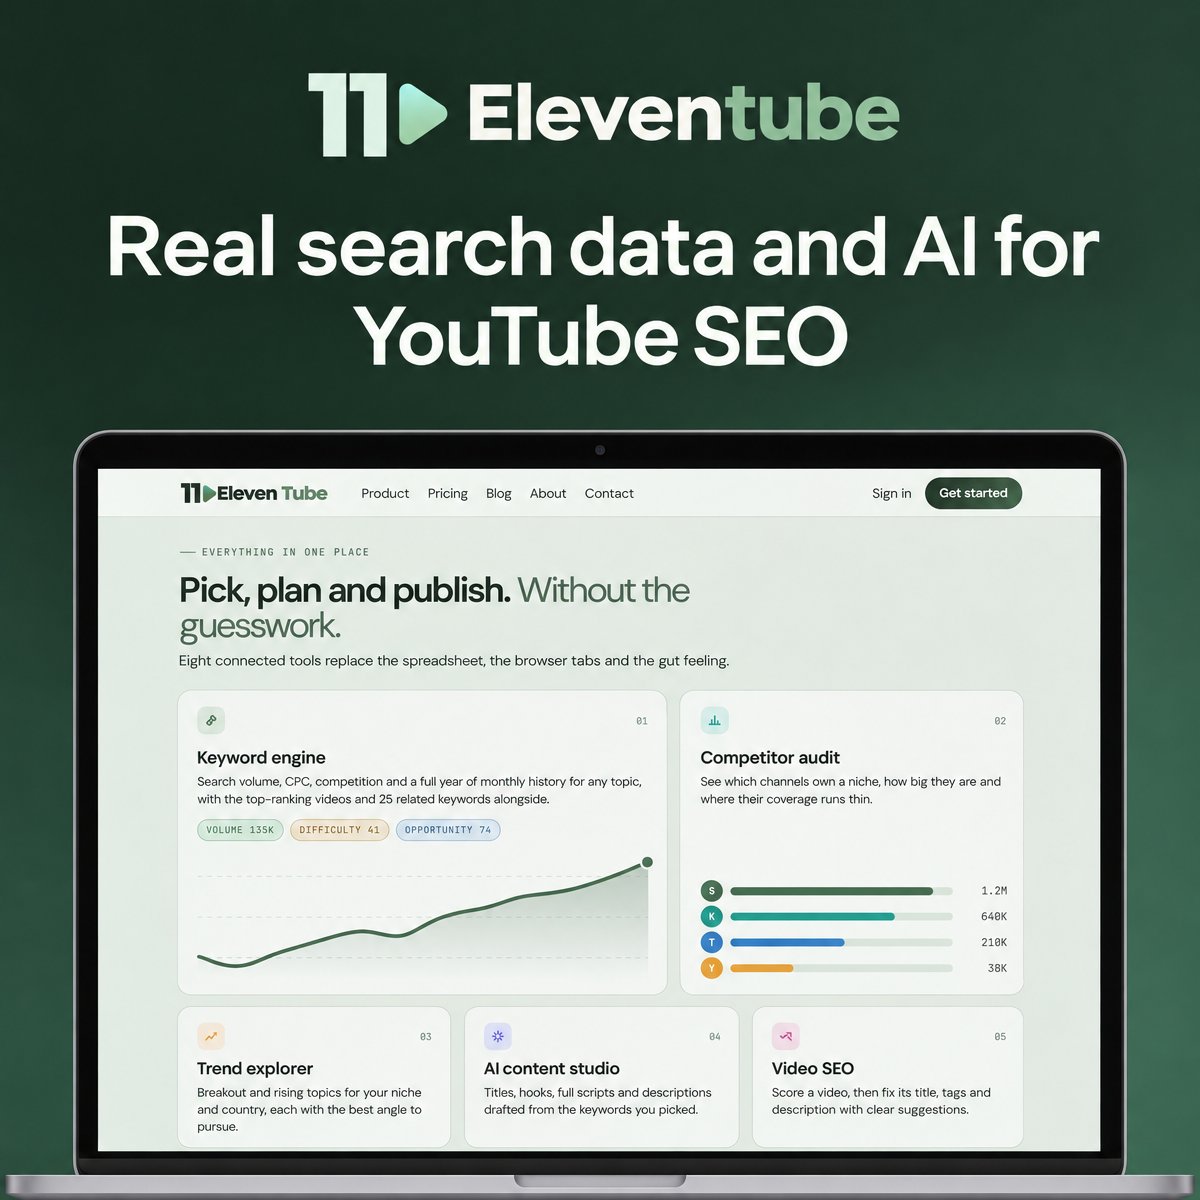 11 Eleventube
Real search data and AI for
YouTube SEO
11 Eleven Tube Product Pricing Blog About Contact Sign in Get started
EVERYTHING IN ONE PLACE
Pick, plan and publish. Without the
guesswork.
Eight connected tools replace the spreadsheet, the browser tabs and the gut feeling.
01
Keyword engine
Search volume, CPC, competition and a full year of monthly history for any topic,
with the top-ranking videos and 25 related keywords alongside.
VOLUME 135K DIFFICULTY 41 OPPORTUNITY 74
02
Competitor audit
See which channels own a niche, how big they are and
where their coverage runs thin.
S 1.2M
K 640K
T 210K
Y 38K
03
Trend explorer
Breakout and rising topics for your niche
and country, each with the best angle to
pursue.
04
AI content studio
Titles, hooks, full scripts and descriptions
drafted from the keywords you picked.
05
Video SEO
Score a video, then fix its title, tags and
description with clear suggestions.